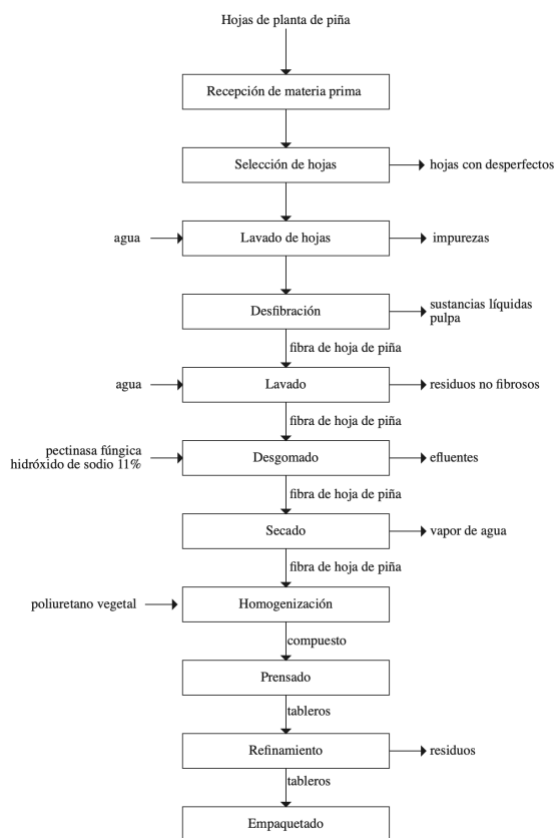 Hojas de planta de piña
Recepción de materia prima
Selección de hojas
hojas con desperfectos
agua
Lavado de hojas
impurezas
Desfibración
sustancias líquidas
pulpa
fibra de hoja de piña
agua
Lavado
residuos no fibrosos
fibra de hoja de piña
pectinasa fúngica
hidróxido de sodio 11%
Desgomado
efluentes
fibra de hoja de piña
Secado
vapor de agua
fibra de hoja de piña
poliuretano vegetal
Homogenización
compuesto
Prensado
tableros
Refinamiento
residuos
tableros
Empaquetado